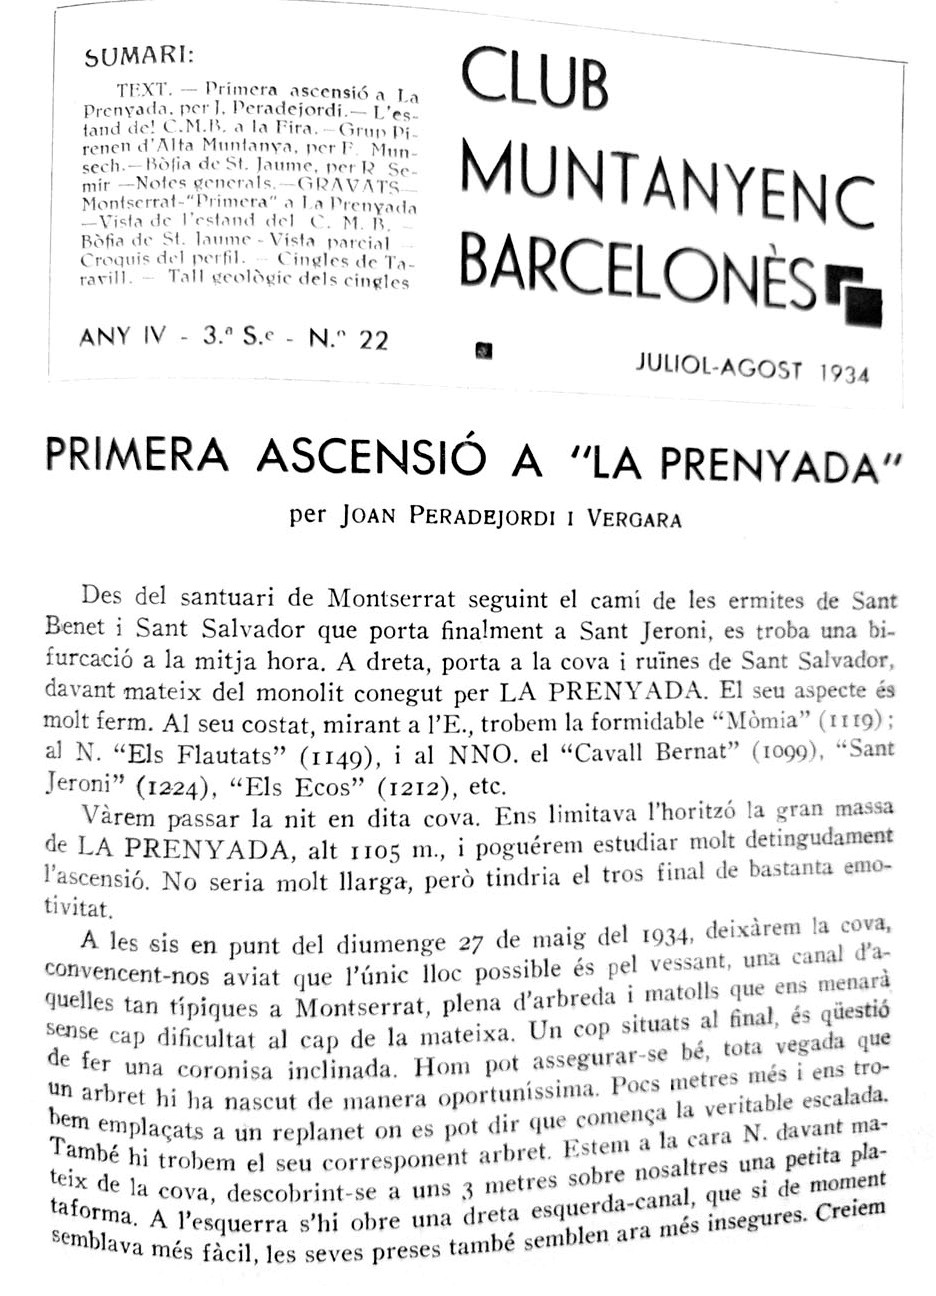 SUMARI:
TEXT. — Primera ascensió a La
Prenyada, per J. Peradejordi.— L'es-
tand del C.M.B. a la Fira. — Grup Pi-
renen d'Alta Muntanya, per F. Mun-
sech.—Bòfia de St. Jaume, per R. Se-
mir —Notes generals.—GRAVATS—
Montserrat-"Primera" a La Prenyada
—Vista de l'estand del C. M. B. —
Bòfia de St. Jaume - Vista parcial —
Croquis del perfil. — Cingles de Ta-
ravill. — Tall geològic dels cingles
ANY IV - 3.ª S.e - N.º 22
CLUB
MUNTANYENC
BARCELONÈS
JULIOL-AGOST 1934
PRIMERA ASCENSIÓ A "LA PRENYADA"
per JOAN PERADEJORDI I VERGARA
Des del santuari de Montserrat seguint el camí de les ermites de Sant
Benet i Sant Salvador que porta finalment a Sant Jeroni, es troba una bi-
furcació a la mitja hora. A dreta, porta a la cova i ruïnes de Sant Salvador,
davant mateix del monolit conegut per LA PRENYADA. El seu aspecte és
molt ferm. Al seu costat, mirant a l'E., trobem la formidable "Mòmia" (1119);
al N. "Els Flautats" (1149), i al NNO. el "Cavall Bernat" (1099), "Sant
Jeroni" (1224), "Els Ecos" (1212), etc.
Vàrem passar la nit en dita cova. Ens limitava l'horitzó la gran massa
de LA PRENYADA, alt 1105 m., i poguérem estudiar molt detingudament
l'ascensió. No seria molt llarga, però tindria el tros final de bastanta emo-
tivitat.
A les sis en punt del diumenge 27 de maig del 1934, deixàrem la cova,
convencent-nos aviat que l'únic lloc possible és pel vessant, una canal d'a-
quelles tan típiques a Montserrat, plena d'arbreda i matolls que ens menarà
sense cap dificultat al cap de la mateixa. Un cop situats al final, és qüestió
de fer una coronisa inclinada. Hom pot assegurar-se bé, tota vegada que
un arbret hi ha nascut de manera oportuníssima. Pocs metres més i ens tro-
bem emplaçats a un replanet on es pot dir que comença la veritable escalada.
També hi trobem el seu corresponent arbret. Estem a la cara N. davant ma-
teix de la cova, descobrint-se a uns 3 metres sobre nosaltres una petita pla-
taforma. A l'esquerra s'hi obre una dreta esquerda-canal, que si de moment
semblava més fàcil, les seves preses també semblen ara més insegures. Creiem